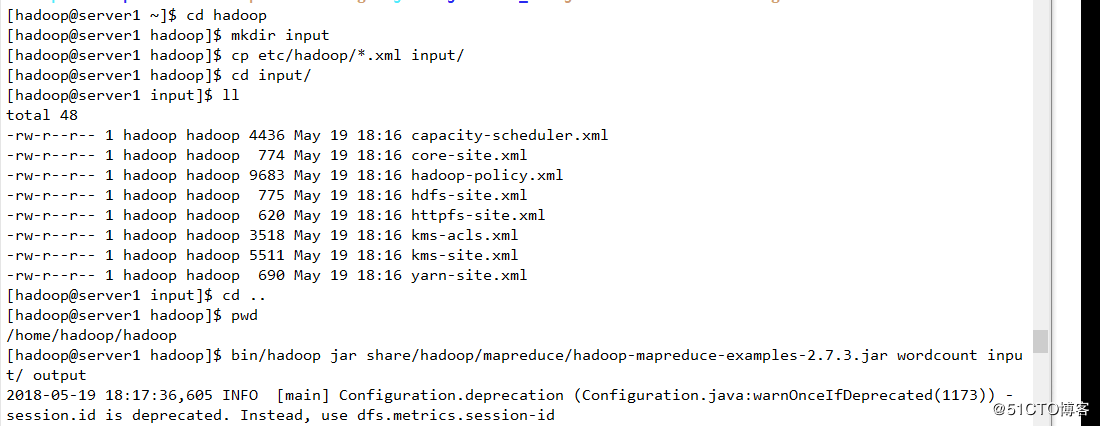 [hadoop@server1 ~]$ cd hadoop
[hadoop@server1 hadoop]$ mkdir input
[hadoop@server1 hadoop]$ cp etc/hadoop/*.xml input/
[hadoop@server1 hadoop]$ cd input/
[hadoop@server1 input]$ ll
total 48
-rw-r--r-- 1 hadoop hadoop 4436 May 19 18:16 capacity-scheduler.xml
-rw-r--r-- 1 hadoop hadoop  774 May 19 18:16 core-site.xml
-rw-r--r-- 1 hadoop hadoop 9683 May 19 18:16 hadoop-policy.xml
-rw-r--r-- 1 hadoop hadoop  775 May 19 18:16 hdfs-site.xml
-rw-r--r-- 1 hadoop hadoop  620 May 19 18:16 httpfs-site.xml
-rw-r--r-- 1 hadoop hadoop 3518 May 19 18:16 kms-acls.xml
-rw-r--r-- 1 hadoop hadoop 5511 May 19 18:16 kms-site.xml
-rw-r--r-- 1 hadoop hadoop  690 May 19 18:16 yarn-site.xml
[hadoop@server1 input]$ cd ..
[hadoop@server1 hadoop]$ pwd
/home/hadoop/hadoop
[hadoop@server1 hadoop]$ bin/hadoop jar share/hadoop/mapreduce/hadoop-mapreduce-examples-2.7.3.jar wordcount inpu
t/ output
2018-05-19 18:17:36,605 INFO  [main] Configuration.deprecation (Configuration.java:warnOnceIfDeprecated(1173)) -
session.id is deprecated. Instead, use dfs.metrics.session-id
@51CTO博客